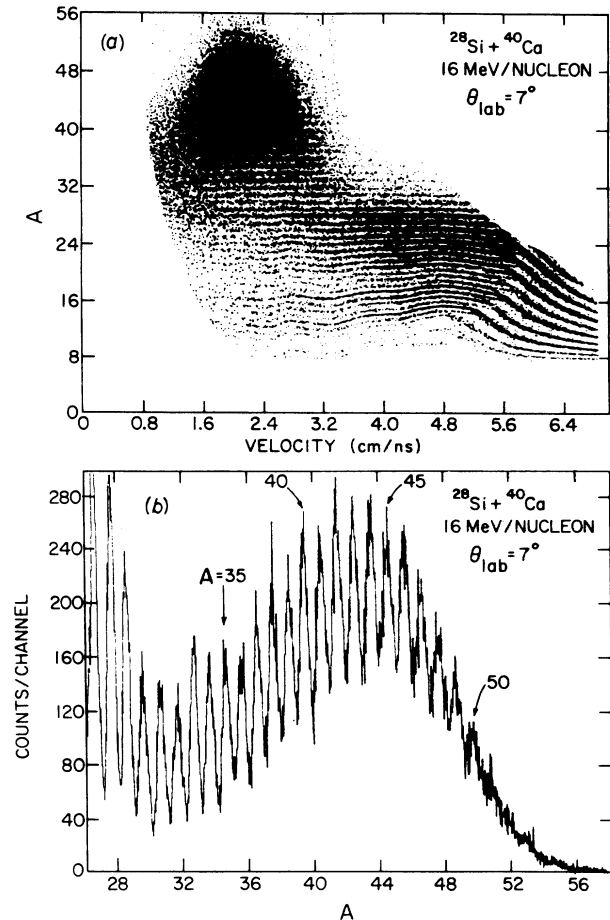 56
(a)
28Si + 40Ca
16 MeV/NUCLEON
θlab = 7°
48
40
32
A
24
16
8
0
0 0.8 1.6 2.4 3.2 4.0 4.8 5.6 6.4
VELOCITY (cm/ns)
280
(b)
40
45
28Si + 40Ca
16 MeV/NUCLEON
θlab = 7°
240
A = 35
200
COUNTS/CHANNEL
160
50
120
80
40
0
28 32 36 40 44 48 52 56
A